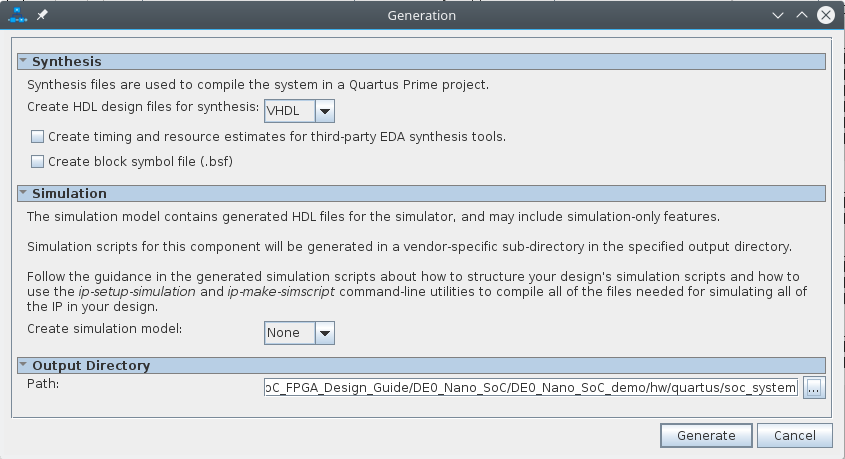 Generation
Synthesis
Synthesis files are used to compile the system in a Quartus Prime project.
Create HDL design files for synthesis: VHDL
Create timing and resource estimates for third-party EDA synthesis tools.
Create block symbol file (.bsf)
Simulation
The simulation model contains generated HDL files for the simulator, and may include simulation-only features.
Simulation scripts for this component will be generated in a vendor-specific sub-directory in the specified output directory.
Follow the guidance in the generated simulation scripts about how to structure your design's simulation scripts and how to
use the ip-setup-simulation and ip-make-simscript command-line utilities to compile all of the files needed for simulating all of
the IP in your design.
Create simulation model: None
Output Directory
Path: oC_FPGA_Design_Guide/DE0_Nano_SoC/DE0_Nano_SoC_demo/hw/quartus/soc_system ...
Generate Cancel